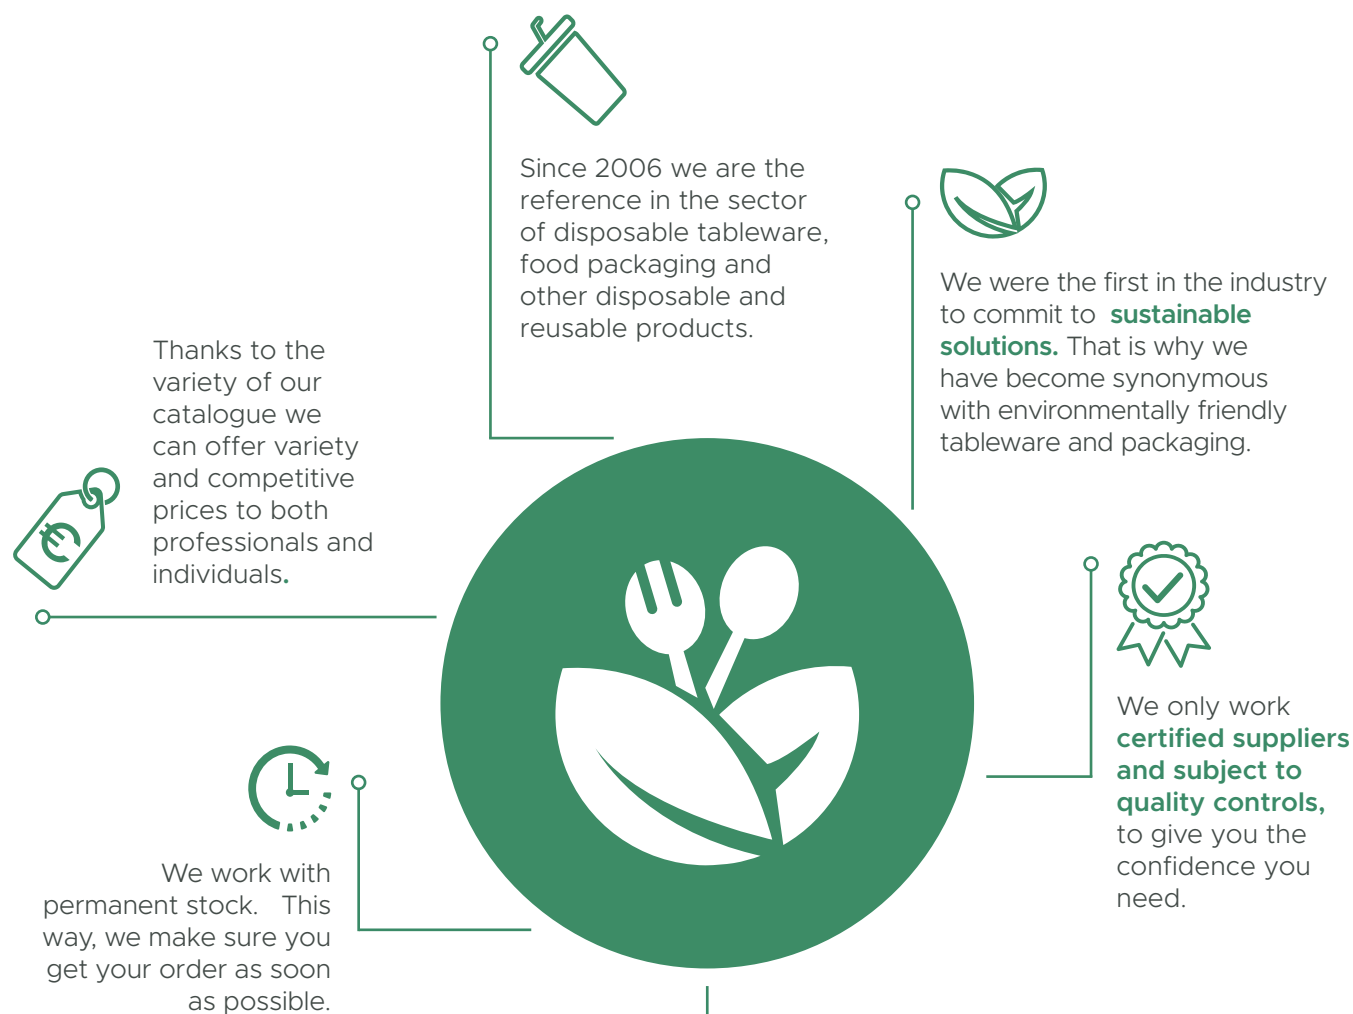 Since 2006 we are the
reference in the sector
of disposable tableware,
food packaging and
other disposable and
reusable products.
We were the first in the industry
to commit to sustainable
solutions. That is why we
have become synonymous
with environmentally friendly
tableware and packaging.
Thanks to the
variety of our
catalogue we
can offer variety
and competitive
prices to both
professionals and
individuals.
We only work
certified suppliers
and subject to
quality controls,
to give you the
confidence you
need.
We work with
permanent stock. This
way, we make sure you
get your order as soon
as possible.